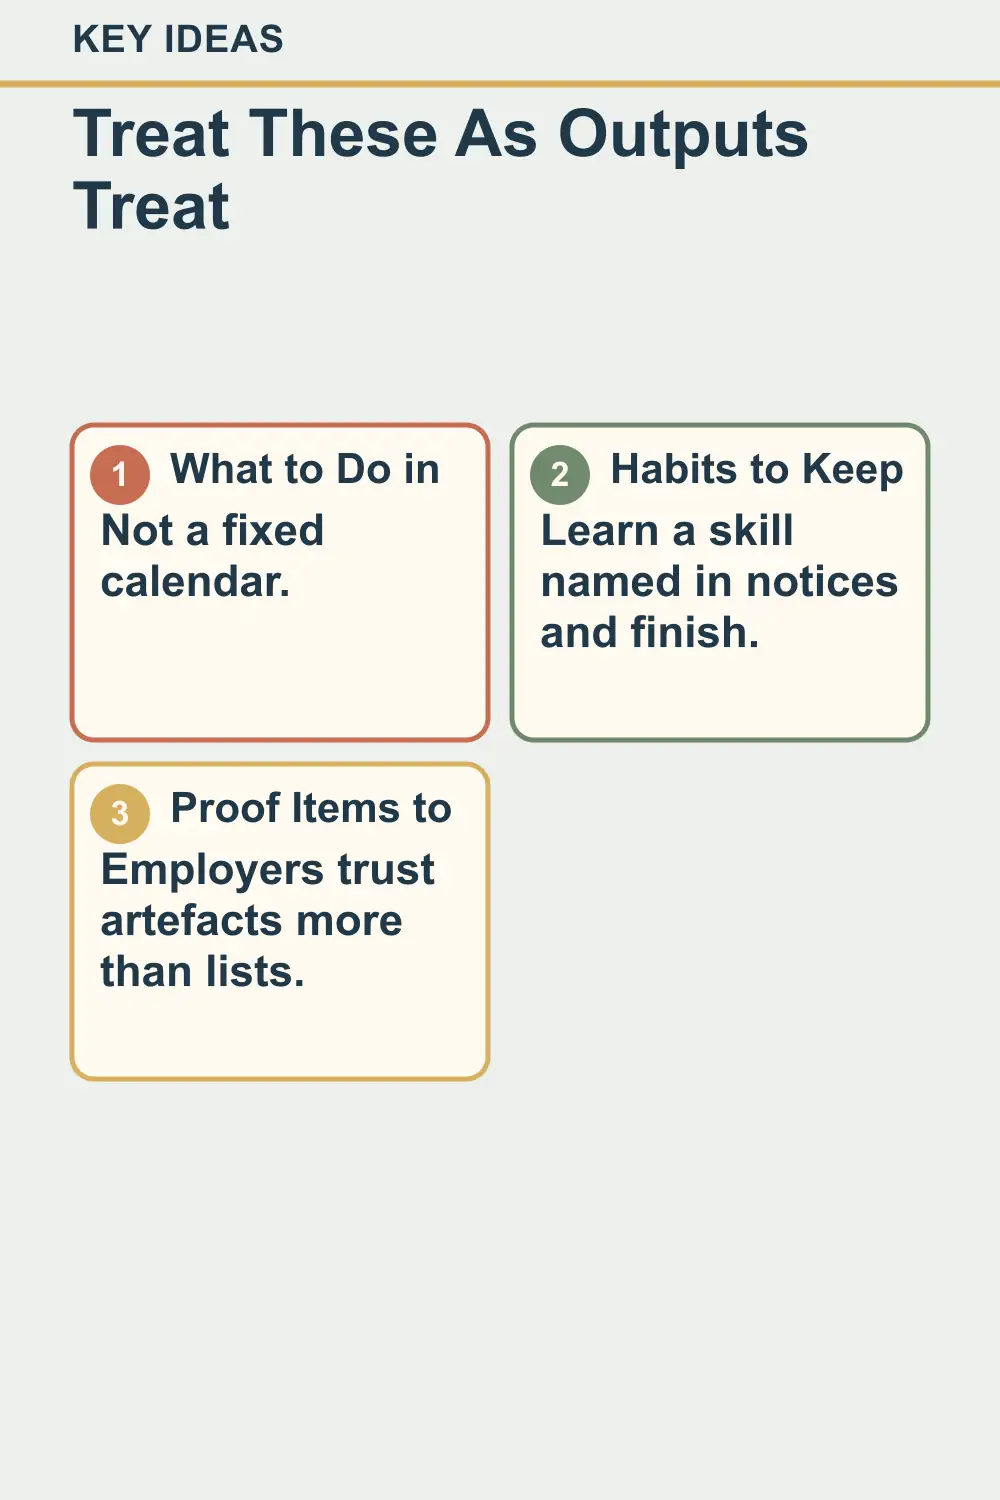 KEY IDEAS
Treat These As Outputs
Treat
1 What to Do in
Not a fixed
calendar.
2 Habits to Keep
Learn a skill
named in notices
and finish.
3 Proof Items to
Employers trust
artefacts more
than lists.